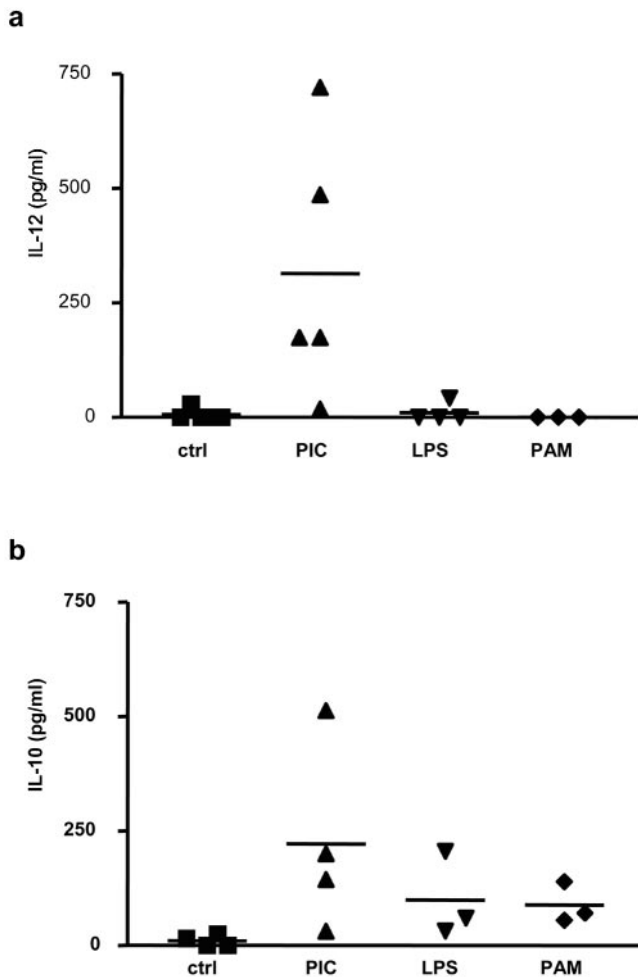 a
750
500
250
0
IL-12 (pg/ml)
ctrl PIC LPS PAM
b
750
500
250
0
IL-10 (pg/ml)
ctrl PIC LPS PAM